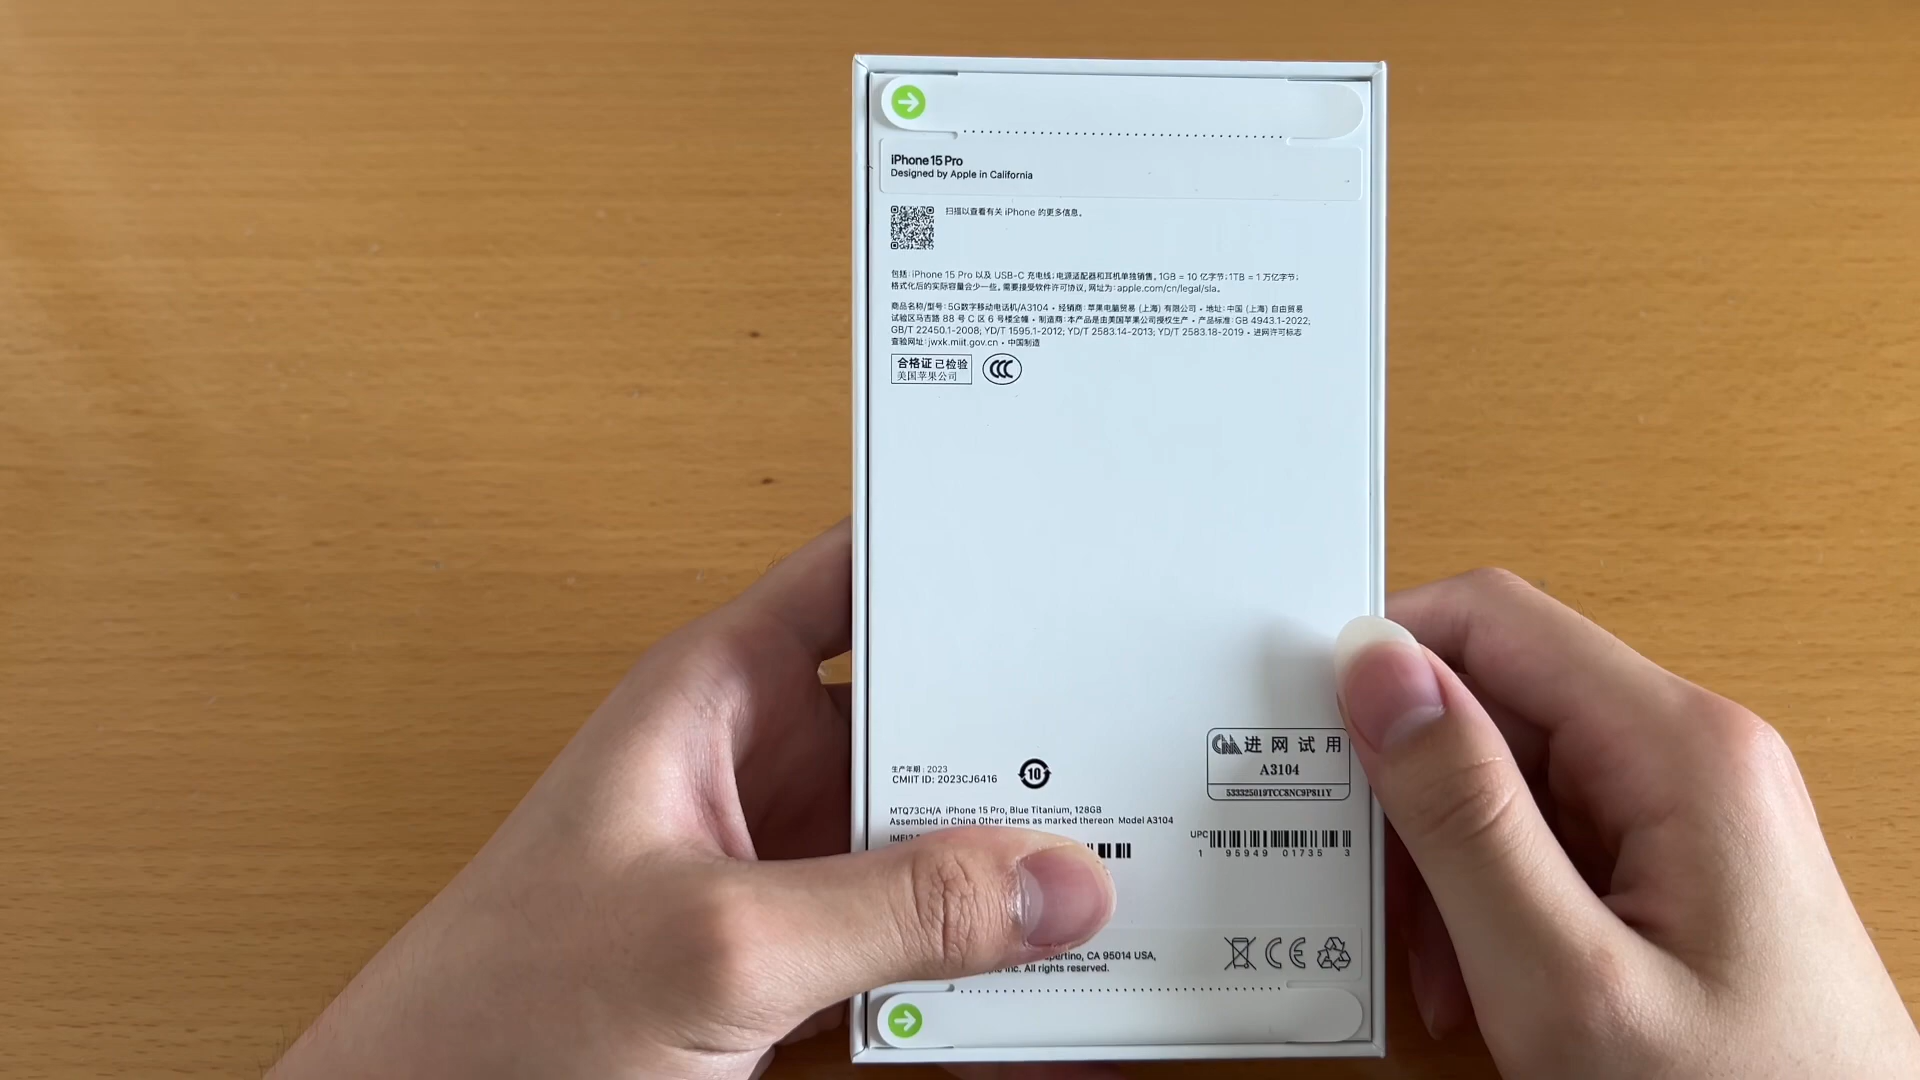 iPhone 15 Pro
Designed by Apple in California
扫描以查看有关 iPhone 的更多信息。
包括: iPhone 15 Pro 以及 USB-C 充电线; 电源适配器和耳机单独销售。1GB = 10 亿字节; 1TB = 1 万亿字节;
格式化后的实际容量会少一些。需要接受软件许可协议, 网址为: apple.com/cn/legal/sla。
商品名称/型号: 5G数字移动电话机/A3104 • 经销商: 苹果电脑贸易 (上海) 有限公司 • 地址: 中国 (上海) 自由贸易
试验区马吉路 88 号 C 区 6 号楼全幢 • 制造商: 本产品是由美国苹果公司授权生产 • 产品标准: GB 4943.1-2022;
GB/T 22450.1-2008; YD/T 1595.1-2012; YD/T 2583.14-2013; YD/T 2583.18-2019 • 进网许可标志
查验网址: jwxk.miit.gov.cn • 中国制造
合格证 已检验
美国苹果公司
CCC
进网试用
A3104
533325019TCC8NC9P811Y
生产年期: 2023
CMIIT ID: 2023CJ6416
10
MTQ73CH/A iPhone 15 Pro, Blue Titanium, 128GB
Assembled in China Other items as marked thereon Model A3104
UPC
1 95949 01735 3
CA 95014 USA,
Inc. All rights reserved.
CE